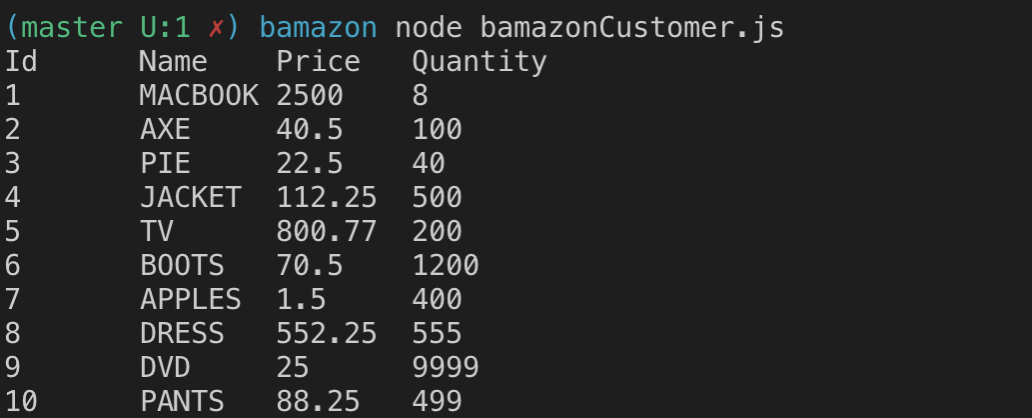 (master U:1 ✗) bamazon node bamazonCustomer.js
Id Name Price Quantity
1 MACBOOK 2500 8
2 AXE 40.5 100
3 PIE 22.5 40
4 JACKET 112.25 500
5 TV 800.77 200
6 BOOTS 70.5 1200
7 APPLES 1.5 400
8 DRESS 552.25 555
9 DVD 25 9999
10 PANTS 88.25 499